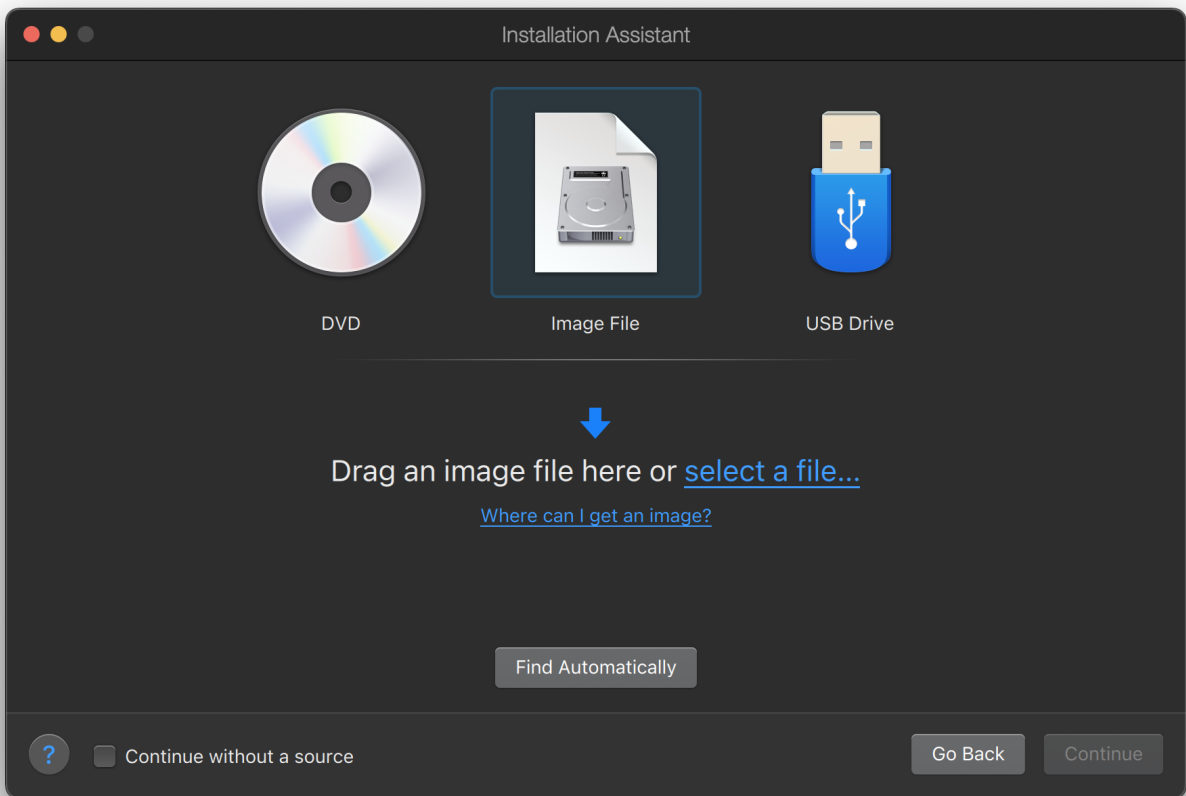 Installation Assistant
DVD
Image File
USB Drive
Drag an image file here or select a file...
Where can I get an image?
Find Automatically
?
Continue without a source
Go Back
Continue